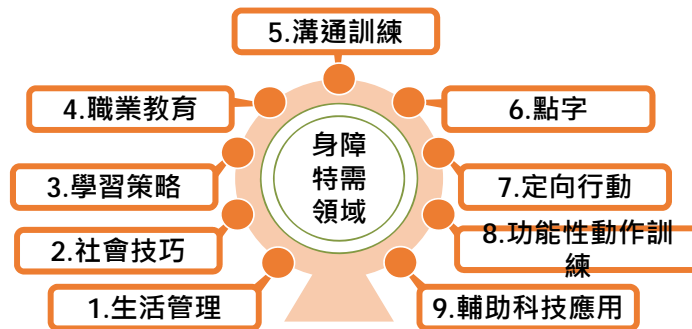 5.溝通訓練
4.職業教育
6.點字
身障
特需
領域
3.學習策略
7.定向行動
2.社會技巧
8.功能性動作訓
練
1.生活管理
9.輔助科技應用